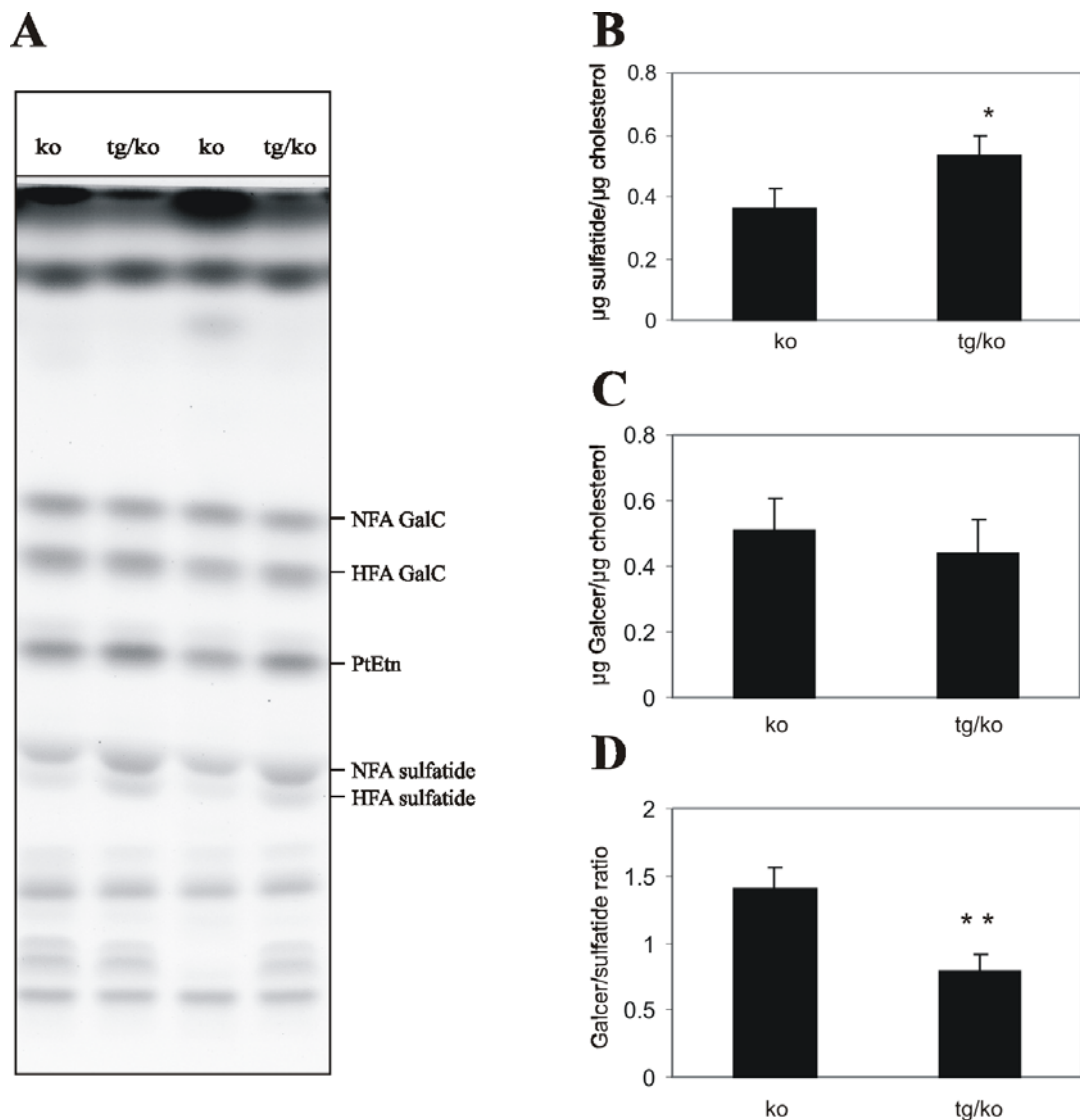 A
ko tg/ko ko tg/ko
NFA GalC
HFA GalC
PtEtn
NFA sulfatide
HFA sulfatide
B
µg sulfatide/µg cholesterol
0.8
0.6
0.4
0.2
0
*
ko tg/ko
C
µg Galcer/µg cholesterol
0.8
0.6
0.4
0.2
0
ko tg/ko
D
Galcer/sulfatide ratio
2
1.5
1
0.5
0
* *
ko tg/ko